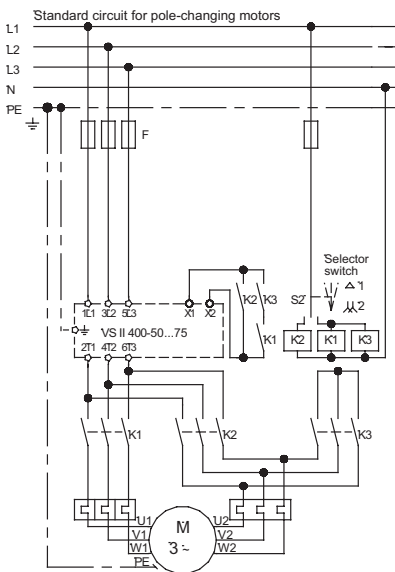 Standard circuit for pole-changing motors
L1
L2
L3
N
PE
F
Selector
switch
1L1 3L2 5L3 X1 X2
K2 K3
S2 1
2
VS II 400-50...75
K1
K2 K1 K3
2T1 4T2 6T3
K1 K2 K3
U1 U2
M
V1 V2
3~
W1 W2
PE